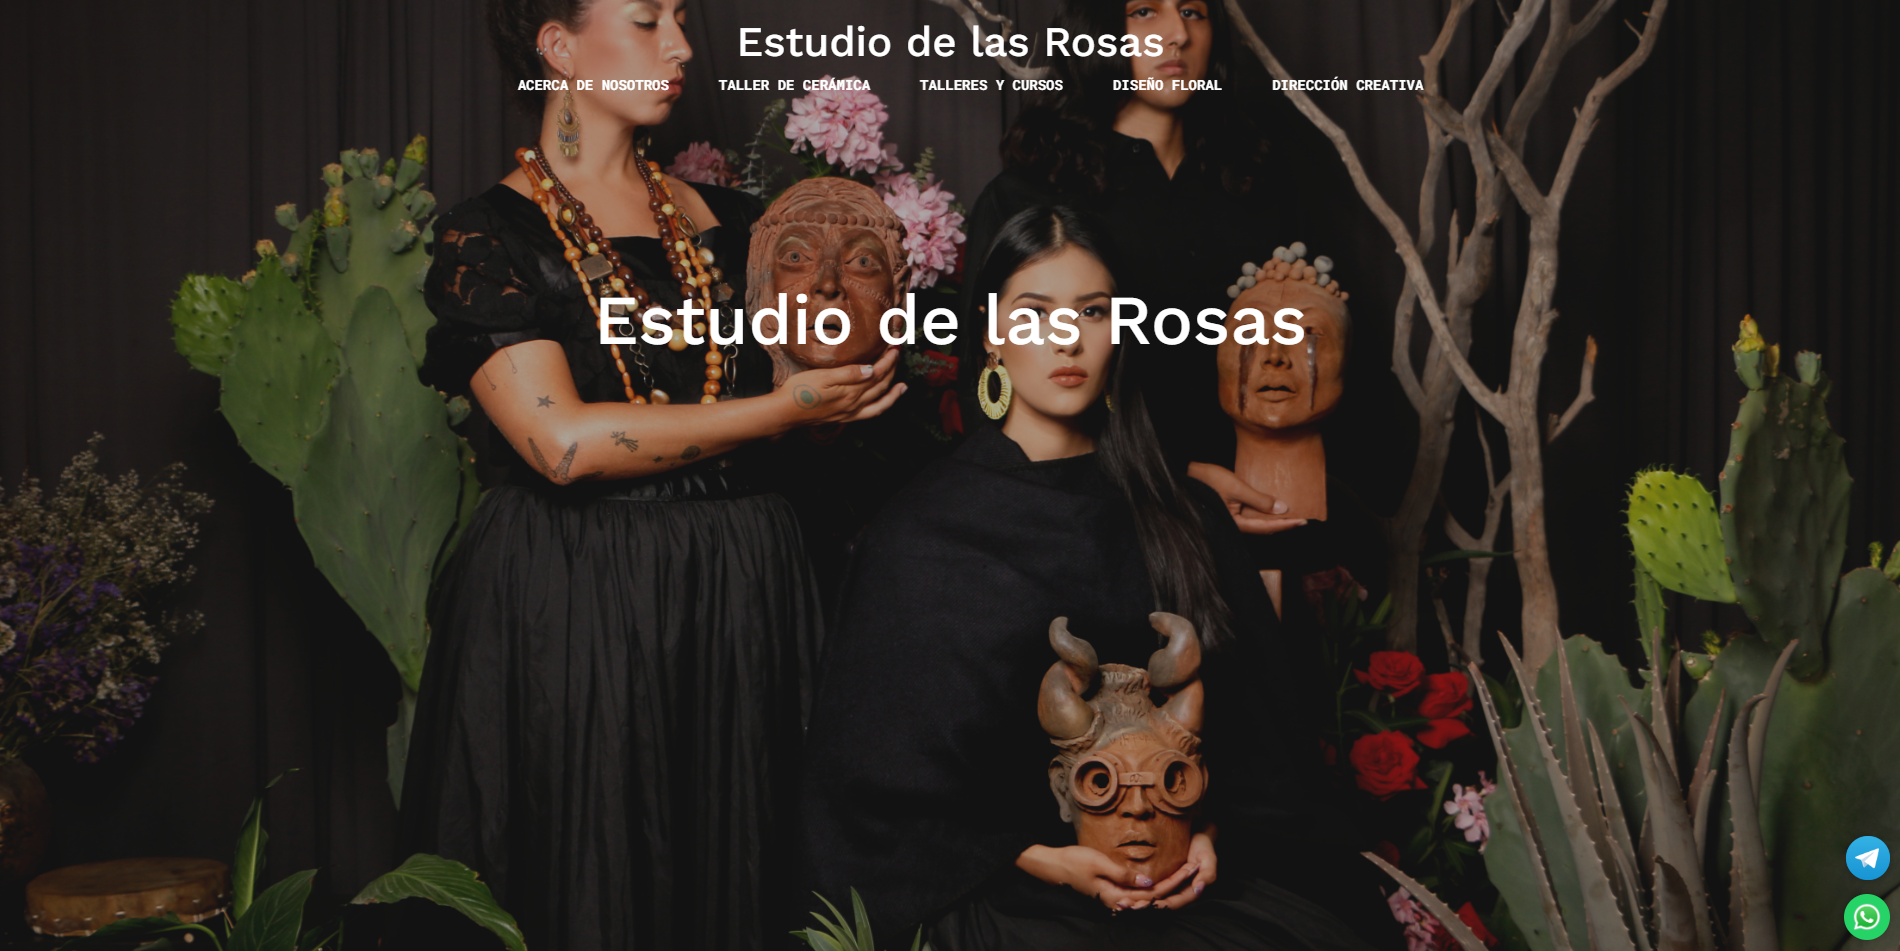 Estudio de las Rosas
ACERCA DE NOSOTROS TALLER DE CERÁMICA TALLERES Y CURSOS DISEÑO FLORAL DIRECCIÓN CREATIVA
Estudio de las Rosas